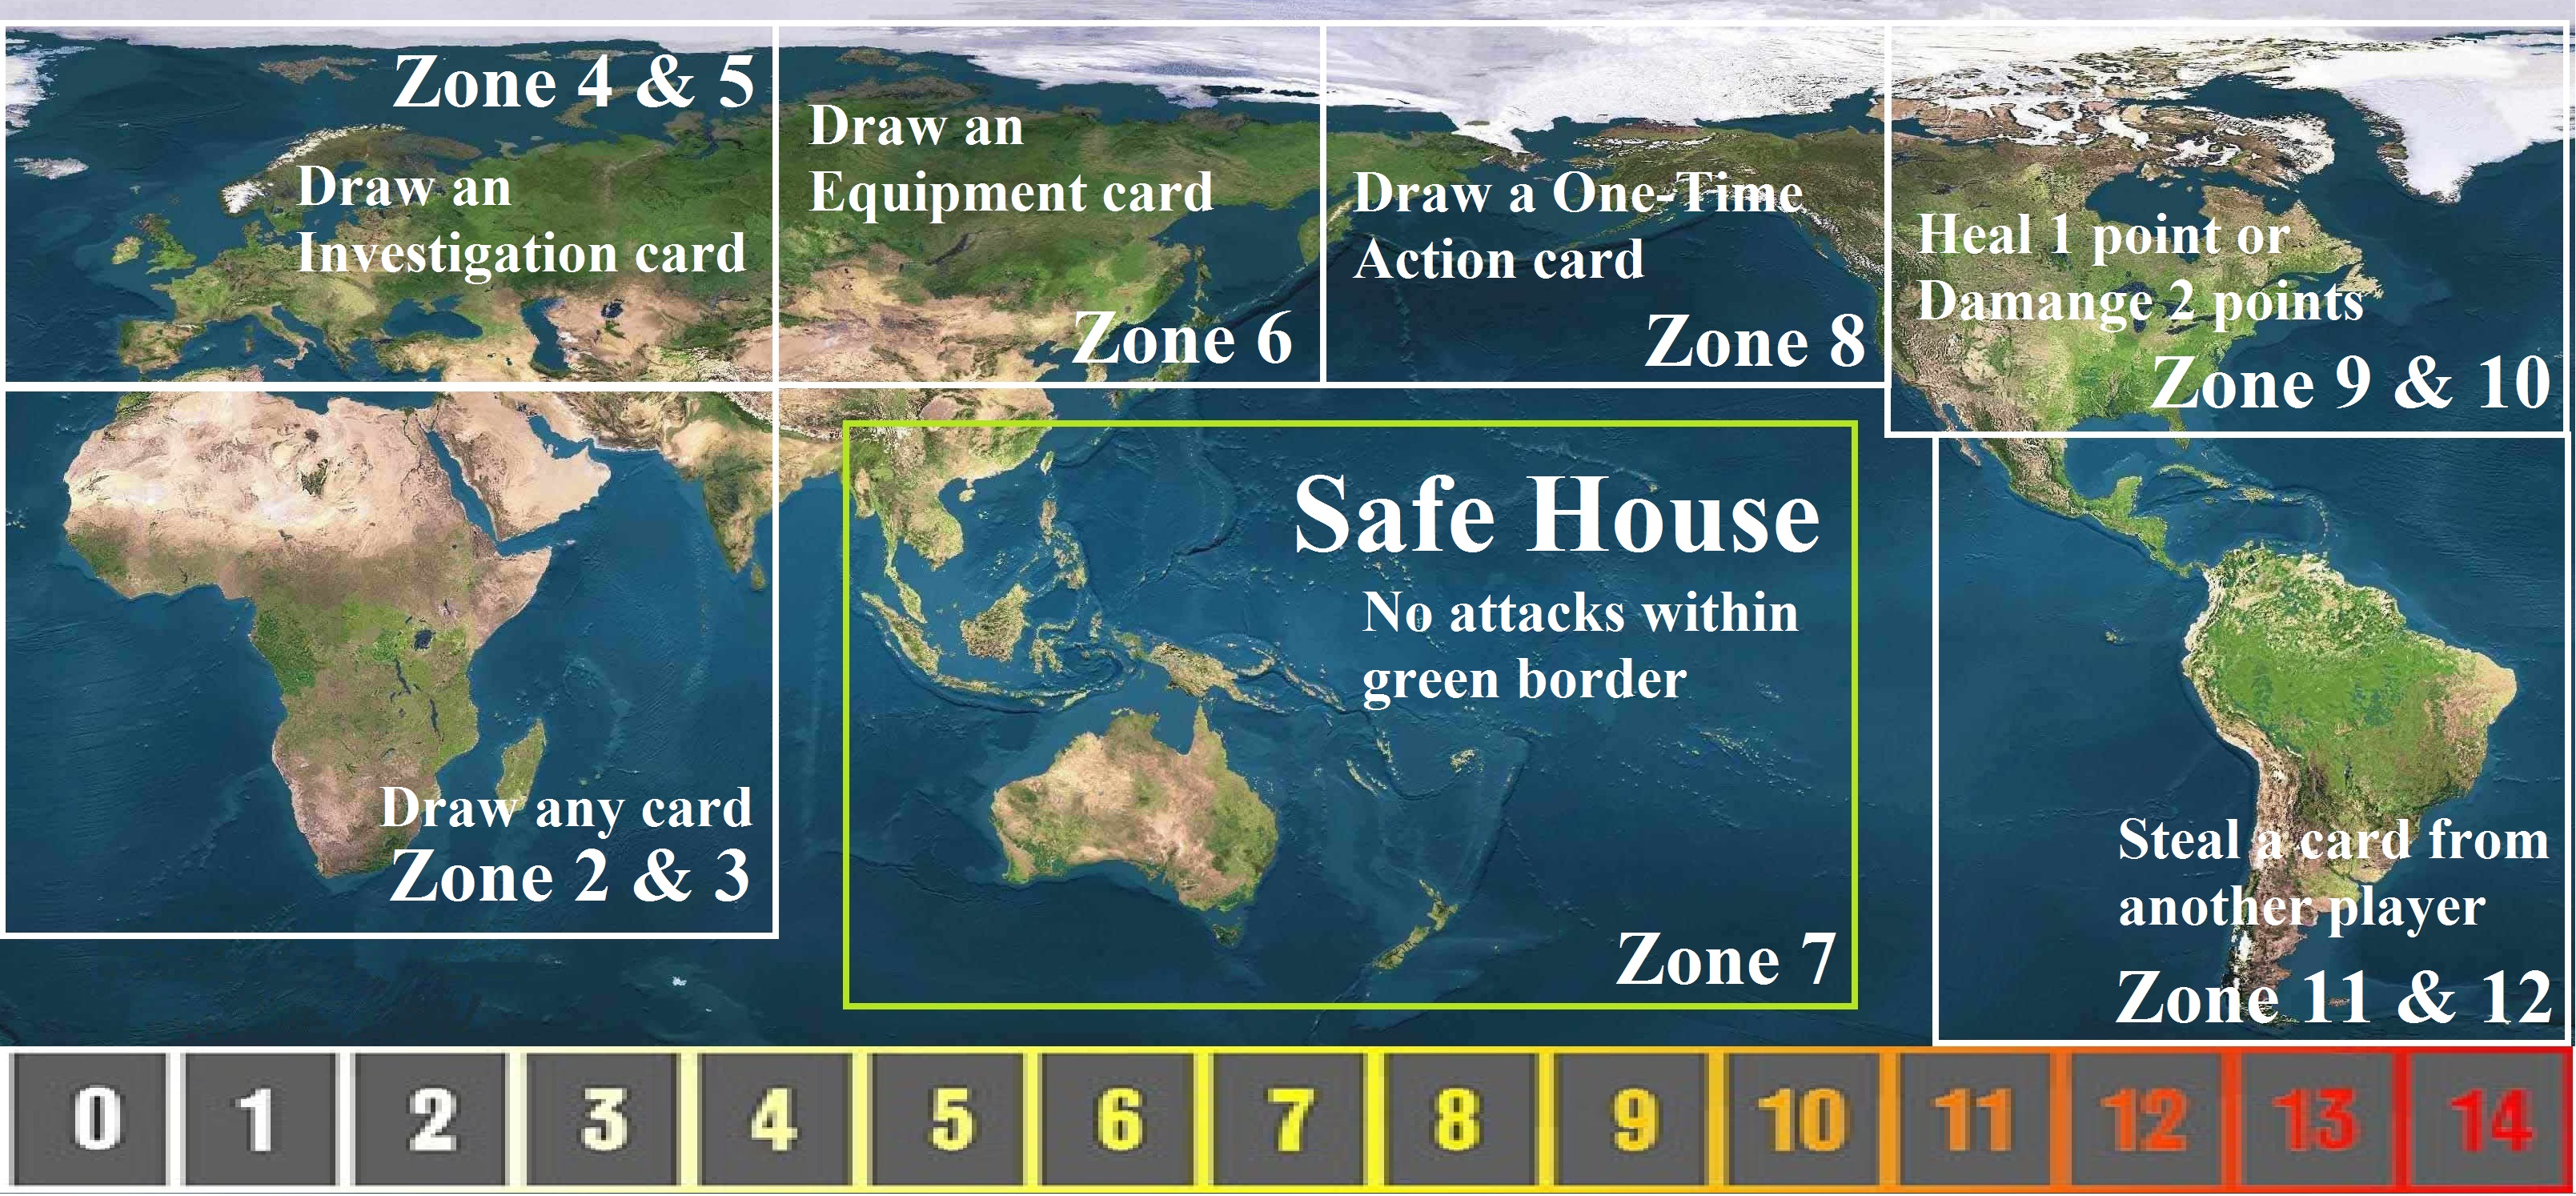 Zone 4 & 5
Draw an
Investigation card
Draw an
Equipment card
Zone 6
Draw a One-Time
Action card
Zone 8
Heal 1 point or
Damange 2 points
Zone 9 & 10
Draw any card
Zone 2 & 3
Safe House
No attacks within
green border
Zone 7
Steal a card from
another player
Zone 11 & 12
0 1 2 3 4 5 6 7 8 9 10 11 12 13 14